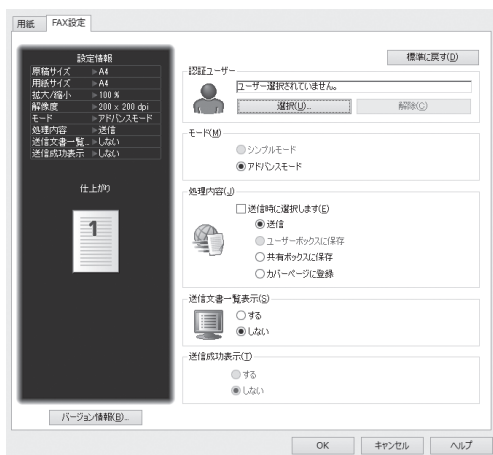 用紙
FAX設定
設定情報
原稿サイズ ▶A4
用紙サイズ ▶A4
拡大/縮小 ▶100 %
解像度 ▶200 x 200 dpi
モード ▶アドバンスモード
処理内容 ▶送信
送信文書一覧... ▶しない
送信成功表示 ▶しない
仕上がり
1
バージョン情報(B)...
標準に戻す(D)
認証ユーザー
ユーザー選択されていません。
選択(U)...
解除(C)
モード(M)
シンプルモード
アドバンスモード
処理内容(J)
送信時に選択します(E)
送信
ユーザーボックスに保存
共有ボックスに保存
カバーページに登録
送信文書一覧表示(S)
する
しない
送信成功表示(T)
する
しない
OK
キャンセル
ヘルプ